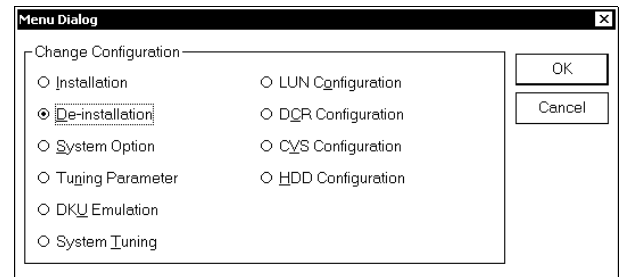 Menu Dialog
Change Configuration
Installation
De-installation
System Option
Tuning Parameter
DKU Emulation
System Tuning
LUN Configuration
DCR Configuration
CVS Configuration
HDD Configuration
OK
Cancel